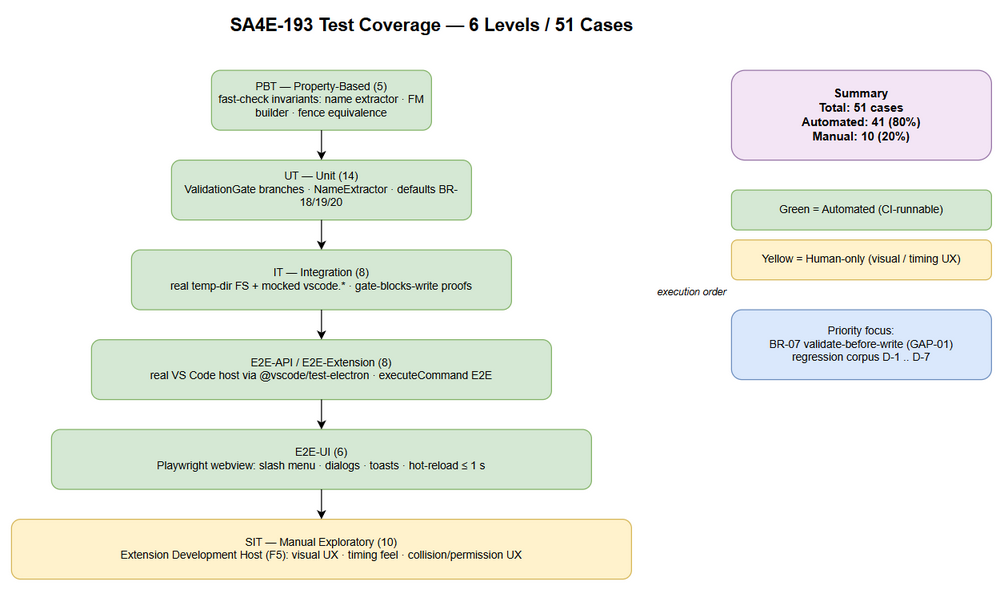 SA4E-193 Test Coverage — 6 Levels / 51 Cases
PBT — Property-Based (5)
fast-check invariants: name extractor · FM
builder · fence equivalence
UT — Unit (14)
ValidationGate branches · NameExtractor · defaults BR-
18/19/20
IT — Integration (8)
real temp-dir FS + mocked vscode.* · gate-blocks-write proofs
E2E-API / E2E-Extension (8)
real VS Code host via @vscode/test-electron · executeCommand E2E
E2E-UI (6)
Playwright webview: slash menu · dialogs · toasts · hot-reload ≤ 1 s
SIT — Manual Exploratory (10)
Extension Development Host (F5): visual UX · timing feel · collision/permission UX
Summary
Total: 51 cases
Automated: 41 (80%)
Manual: 10 (20%)
Green = Automated (CI-runnable)
Yellow = Human-only (visual / timing UX)
execution order
Priority focus:
BR-07 validate-before-write (GAP-01)
regression corpus D-1 .. D-7